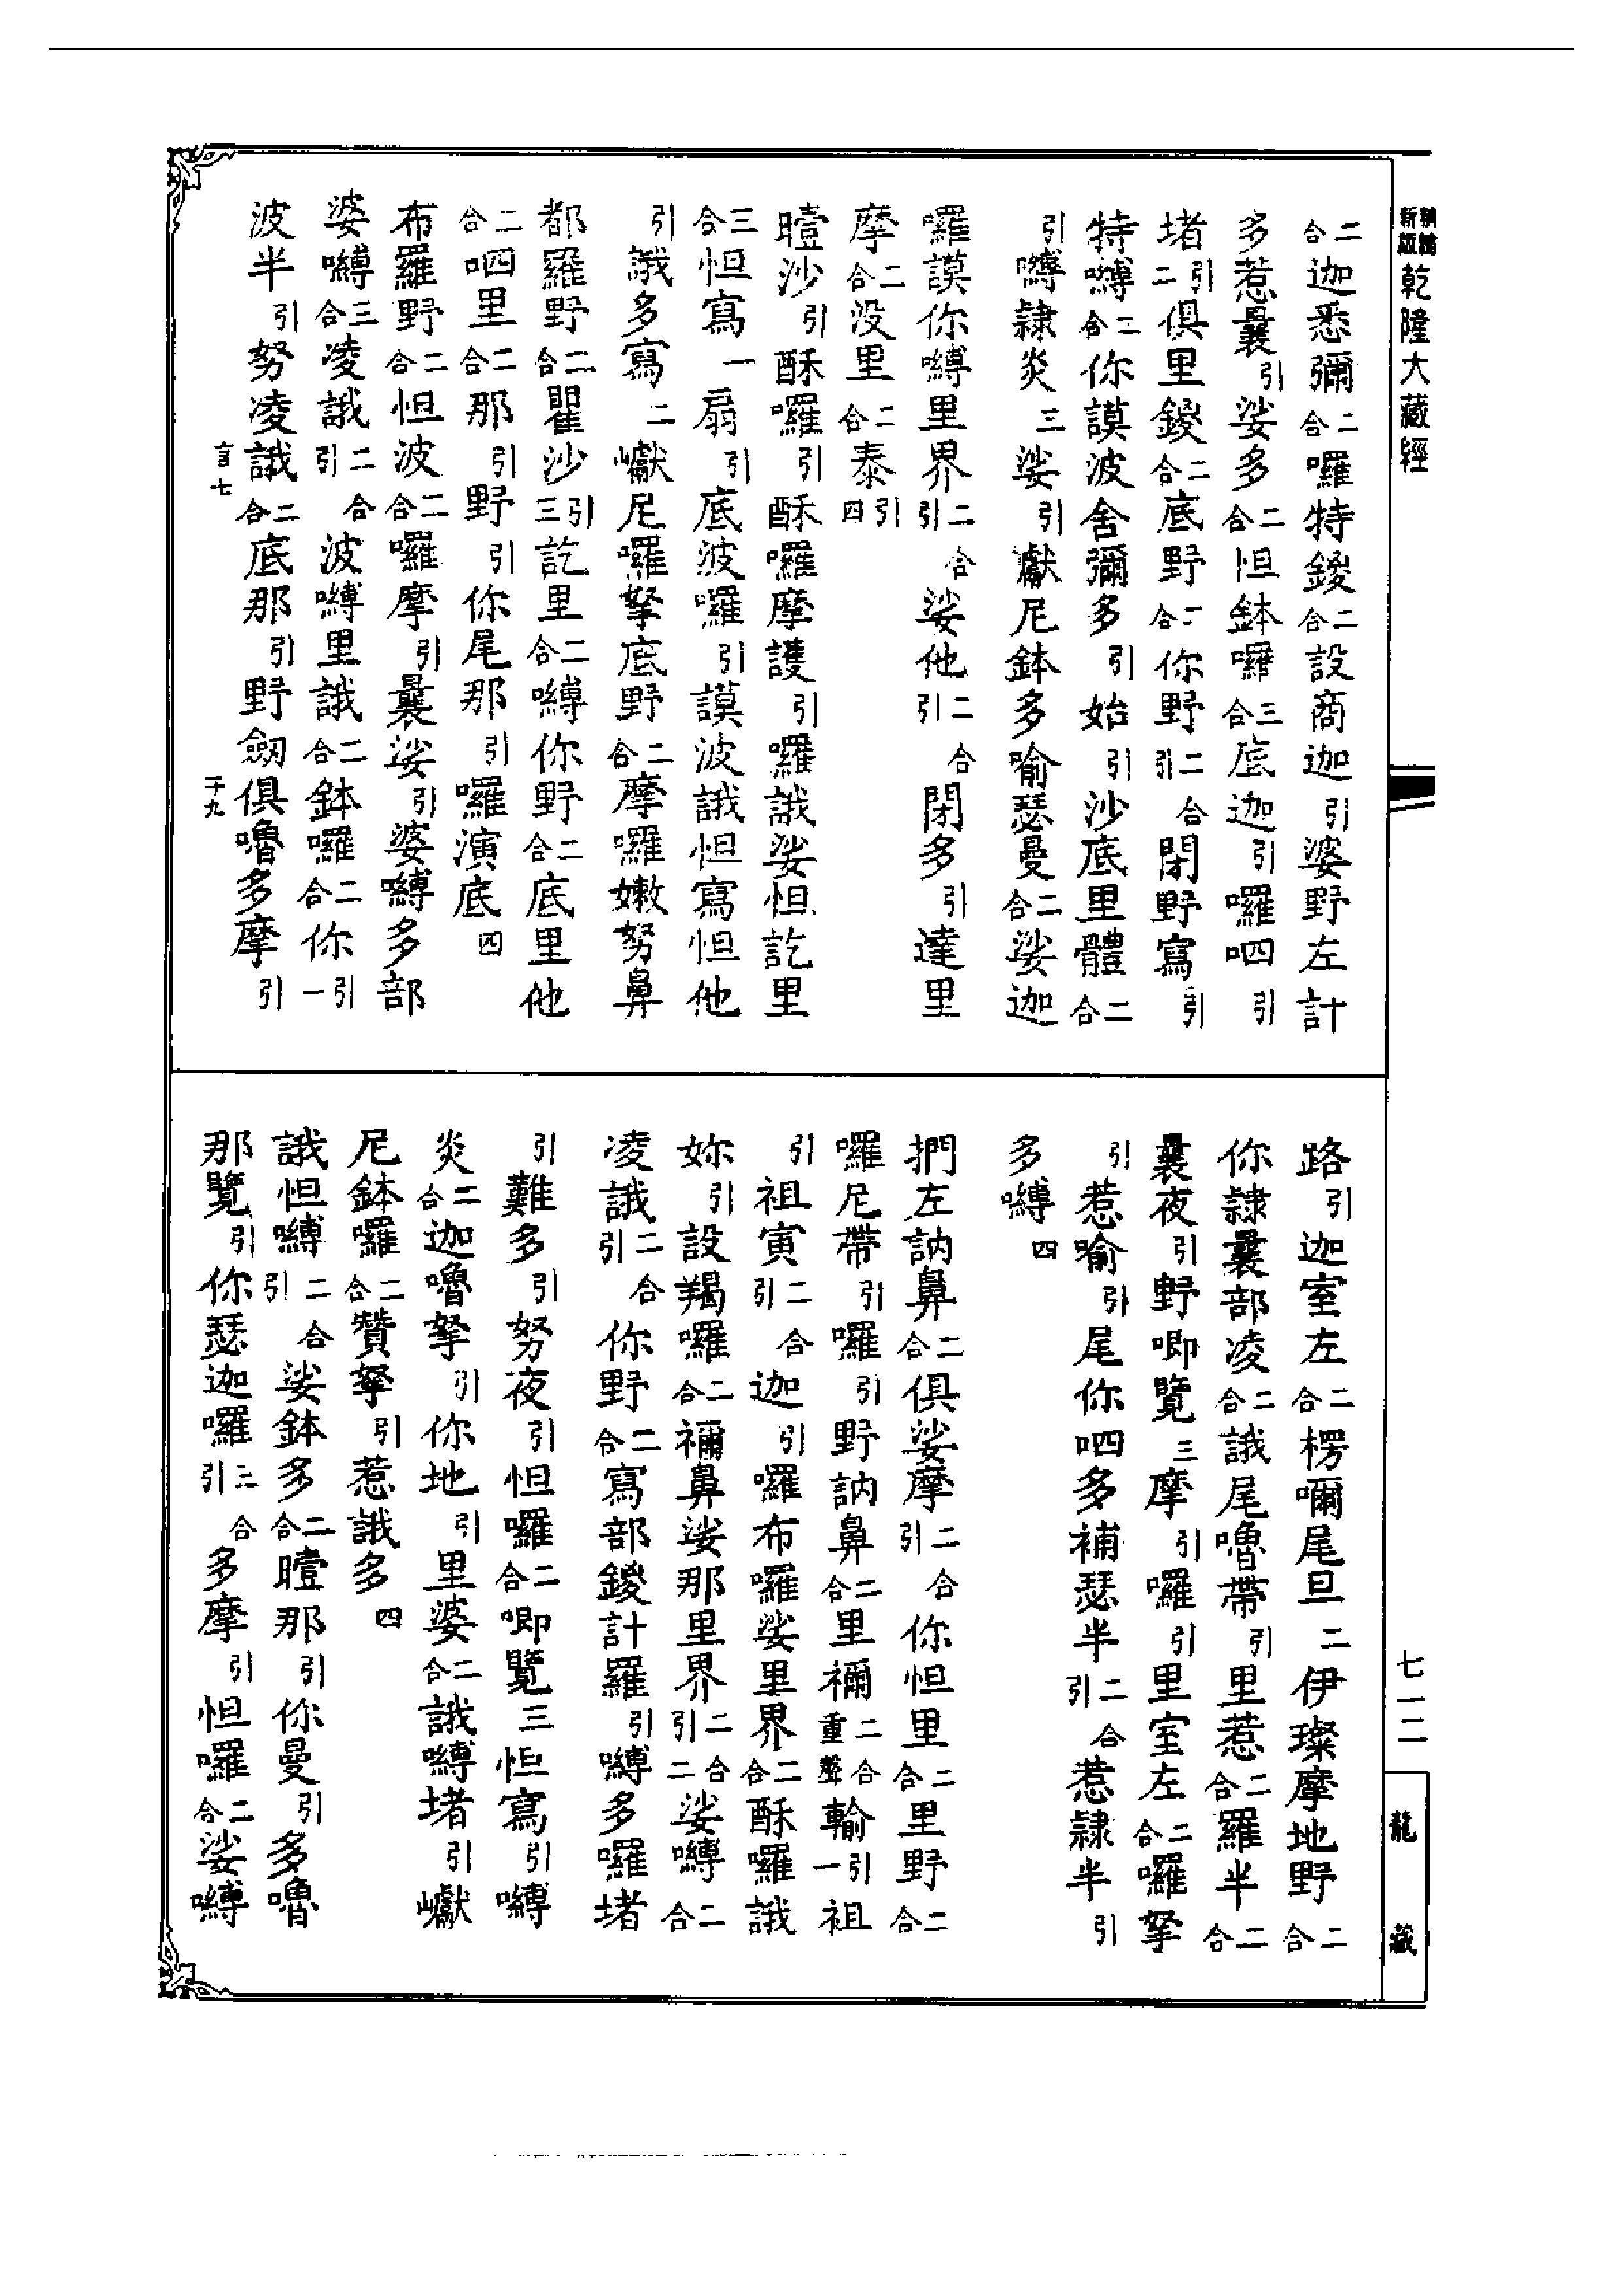 乾隆大藏經
七一二
龍藏
二合迦悉彌二合囉特鍐二合設商迦引娑野左計
多惹曩引娑多二合怛鉢囉三合底迦引囉呬引
堵引二俱里鍐二合底野二合你野二合引閉野寫引
特嚩二合你謨波舍彌多引始引沙底里體二合
引嚩隸炎三娑引巘尼鉢多喻瑟曼二合娑迦
囉謨你嚩里界二合引娑他二合引閉多引達里
摩二合没里二合泰引四
曀沙引酥囉引酥囉摩護引囉誐娑怛訖里
三合怛寫一扇引底波囉引謨波誐怛寫怛他
引誐多寫二巘尼囉拏底野二合摩囉嫩努鼻
都羅野二合瞿沙引三訖里二合嚩你野二合底里他
二合呬里二合那引野引你尾那引囉演底四
布羅野二合怛波二合囉摩引曩娑引婆嚩多部
婆嚩三合凌誐二合引波嚩里誐二合鉢囉二合你引一
波半引努凌誐二合底那引野劒俱嚕多摩引
言七
十九
路引迦室左二合楞嚩尾旦二伊璨摩地野二合
你隸曩部凌二合誐尾嚕帶引里惹二合羅半二合
曩夜引野唧覽三摩引囉引里室左二合囉拏
引惹喻引尾你呬多補瑟半二合引惹隸半引
多嚩四
捫左訥鼻二合俱娑摩二合引你怛里二合里野二合
囉尼帶引囉引野訥鼻二合里禰二合重聲輸引一祖
引祖寅二合引迦引囉布囉娑里界二合酥囉誐
妳引設羯囉二合禰鼻娑那里界二合引二娑嚩二合
凌誐二合引你野二合寫部鍐計羅引嚩多囉堵
引難多引努夜引怛囉二合唧覽三怛寫引嚩
炎二合迦嚕拏引你地引里婆二合誐嚩堵引巘
尼鉢囉二合贊拏引惹誐多四
誐怛嚩二合引娑鉢多二合曀那引你曼引多嚕
那覽引你瑟迦囉三合引多摩引怛囉二合娑嚩